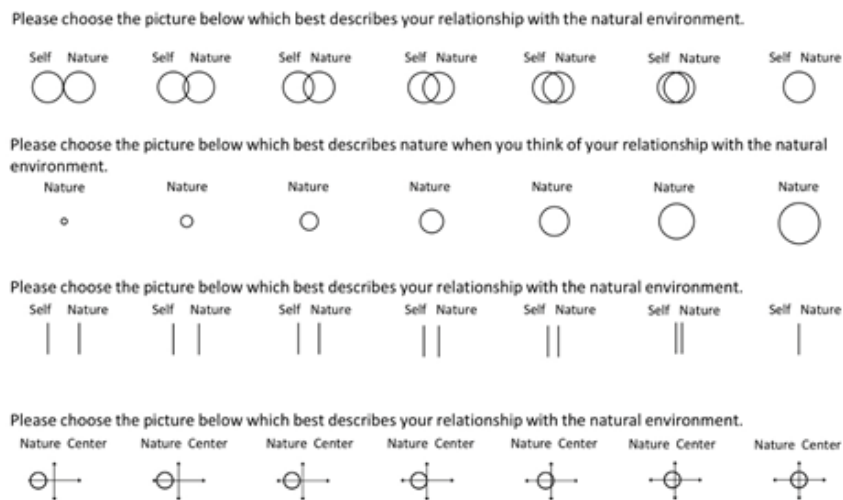 Please choose the picture below which best describes your relationship with the natural environment.
Self Nature Self Nature Self Nature Self Nature Self Nature Self Nature Self Nature
Please choose the picture below which best describes nature when you think of your relationship with the natural
environment.
Nature Nature Nature Nature Nature Nature Nature
Please choose the picture below which best describes your relationship with the natural environment.
Self Nature Self Nature Self Nature Self Nature Self Nature Self Nature Self Nature
Please choose the picture below which best describes your relationship with the natural environment.
Nature Center Nature Center Nature Center Nature Center Nature Center Nature Center Nature Center